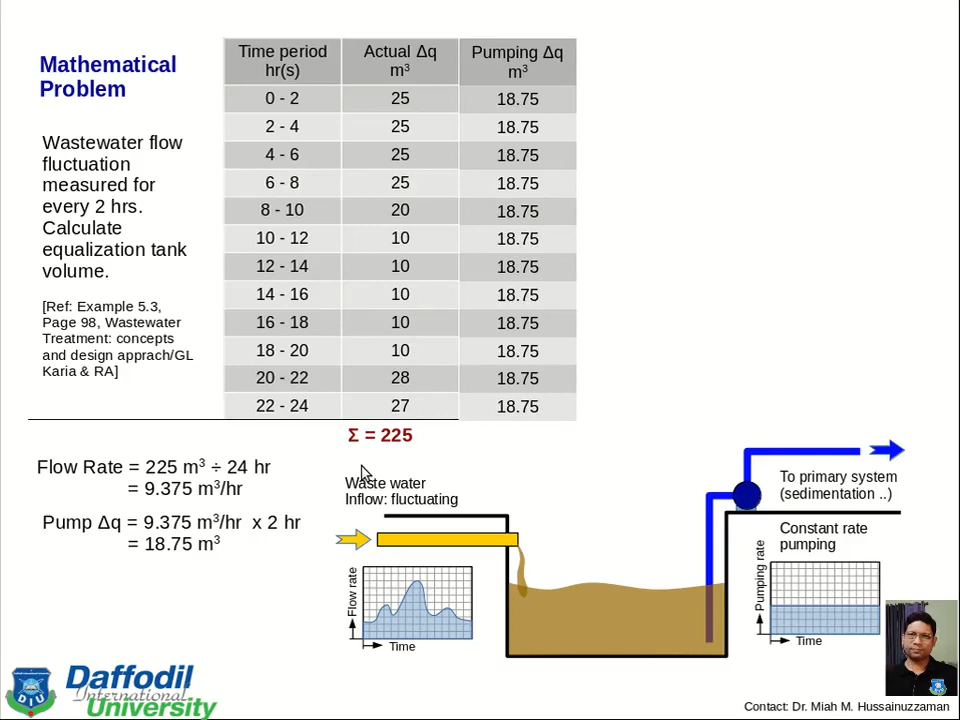 Mathematical
Problem
Wastewater flow
fluctuation
measured for
every 2 hrs.
Calculate
equalization tank
volume.
[Ref: Example 5.3,
Page 98, Wastewater
Treatment: concepts
and design apprach/GL
Karia & RA]
Time period hr(s) Actual Δq m³ Pumping Δq m³
0 - 2 25 18.75
2 - 4 25 18.75
4 - 6 25 18.75
6 - 8 25 18.75
8 - 10 20 18.75
10 - 12 10 18.75
12 - 14 10 18.75
14 - 16 10 18.75
16 - 18 10 18.75
18 - 20 10 18.75
20 - 22 28 18.75
22 - 24 27 18.75
Σ = 225
Flow Rate = 225 m³ ÷ 24 hr
= 9.375 m³/hr
Pump Δq = 9.375 m³/hr x 2 hr
= 18.75 m³
Waste water
Inflow: fluctuating
Flow rate
Time
To primary system
(sedimentation ..)
Constant rate
pumping
Pumping rate
Time
DIU
Daffodil
International
University
Contact: Dr. Miah M. Hussainuzzaman